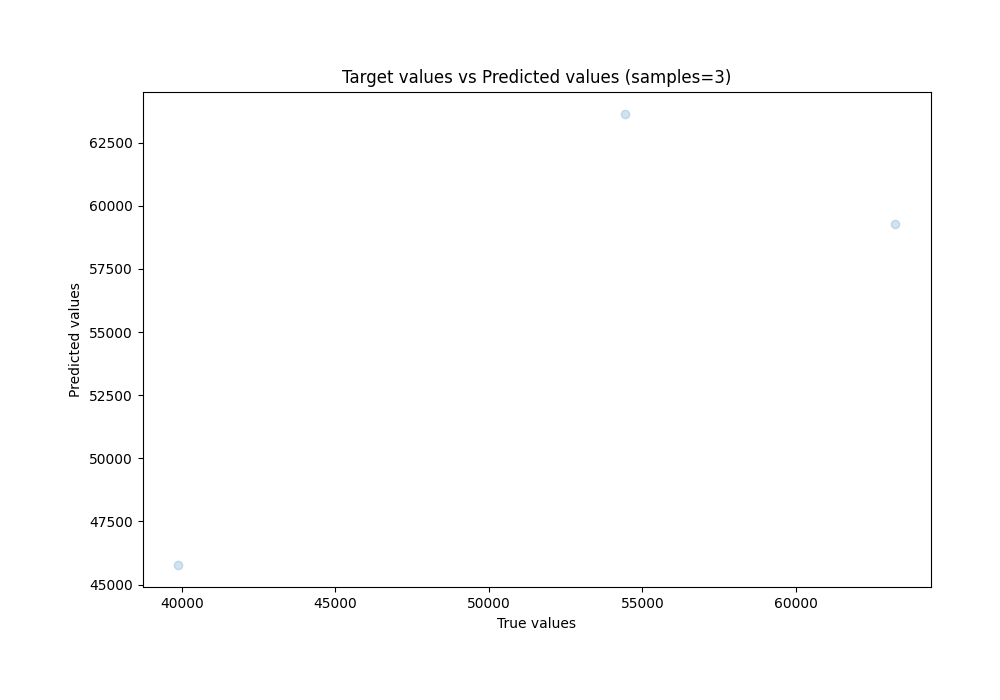 Target values vs Predicted values (samples=3)
62500
60000
57500
55000
52500
50000
47500
45000
Predicted values
40000 45000 50000 55000 60000
True values